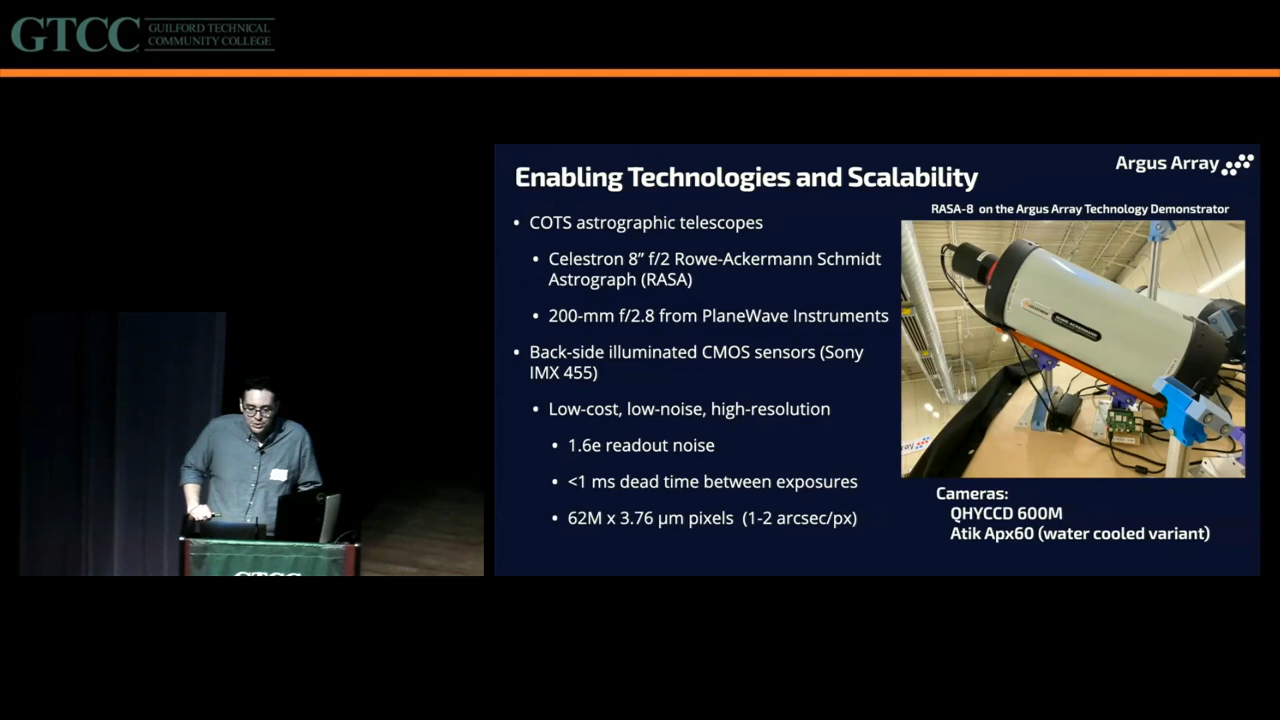 GTCC
GUILFORD TECHNICAL
COMMUNITY COLLEGE
Argus Array
Enabling Technologies and Scalability
• COTS astrographic telescopes
• Celestron 8” f/2 Rowe-Ackermann Schmidt
Astrograph (RASA)
• 200-mm f/2.8 from PlaneWave Instruments
• Back-side illuminated CMOS sensors (Sony
IMX 455)
• Low-cost, low-noise, high-resolution
• 1.6e readout noise
• <1 ms dead time between exposures
• 62M x 3.76 µm pixels (1-2 arcsec/px)
RASA-8 on the Argus Array Technology Demonstrator
Cameras:
QHYCCD 600M
Atik Apx60 (water cooled variant)
GTCC